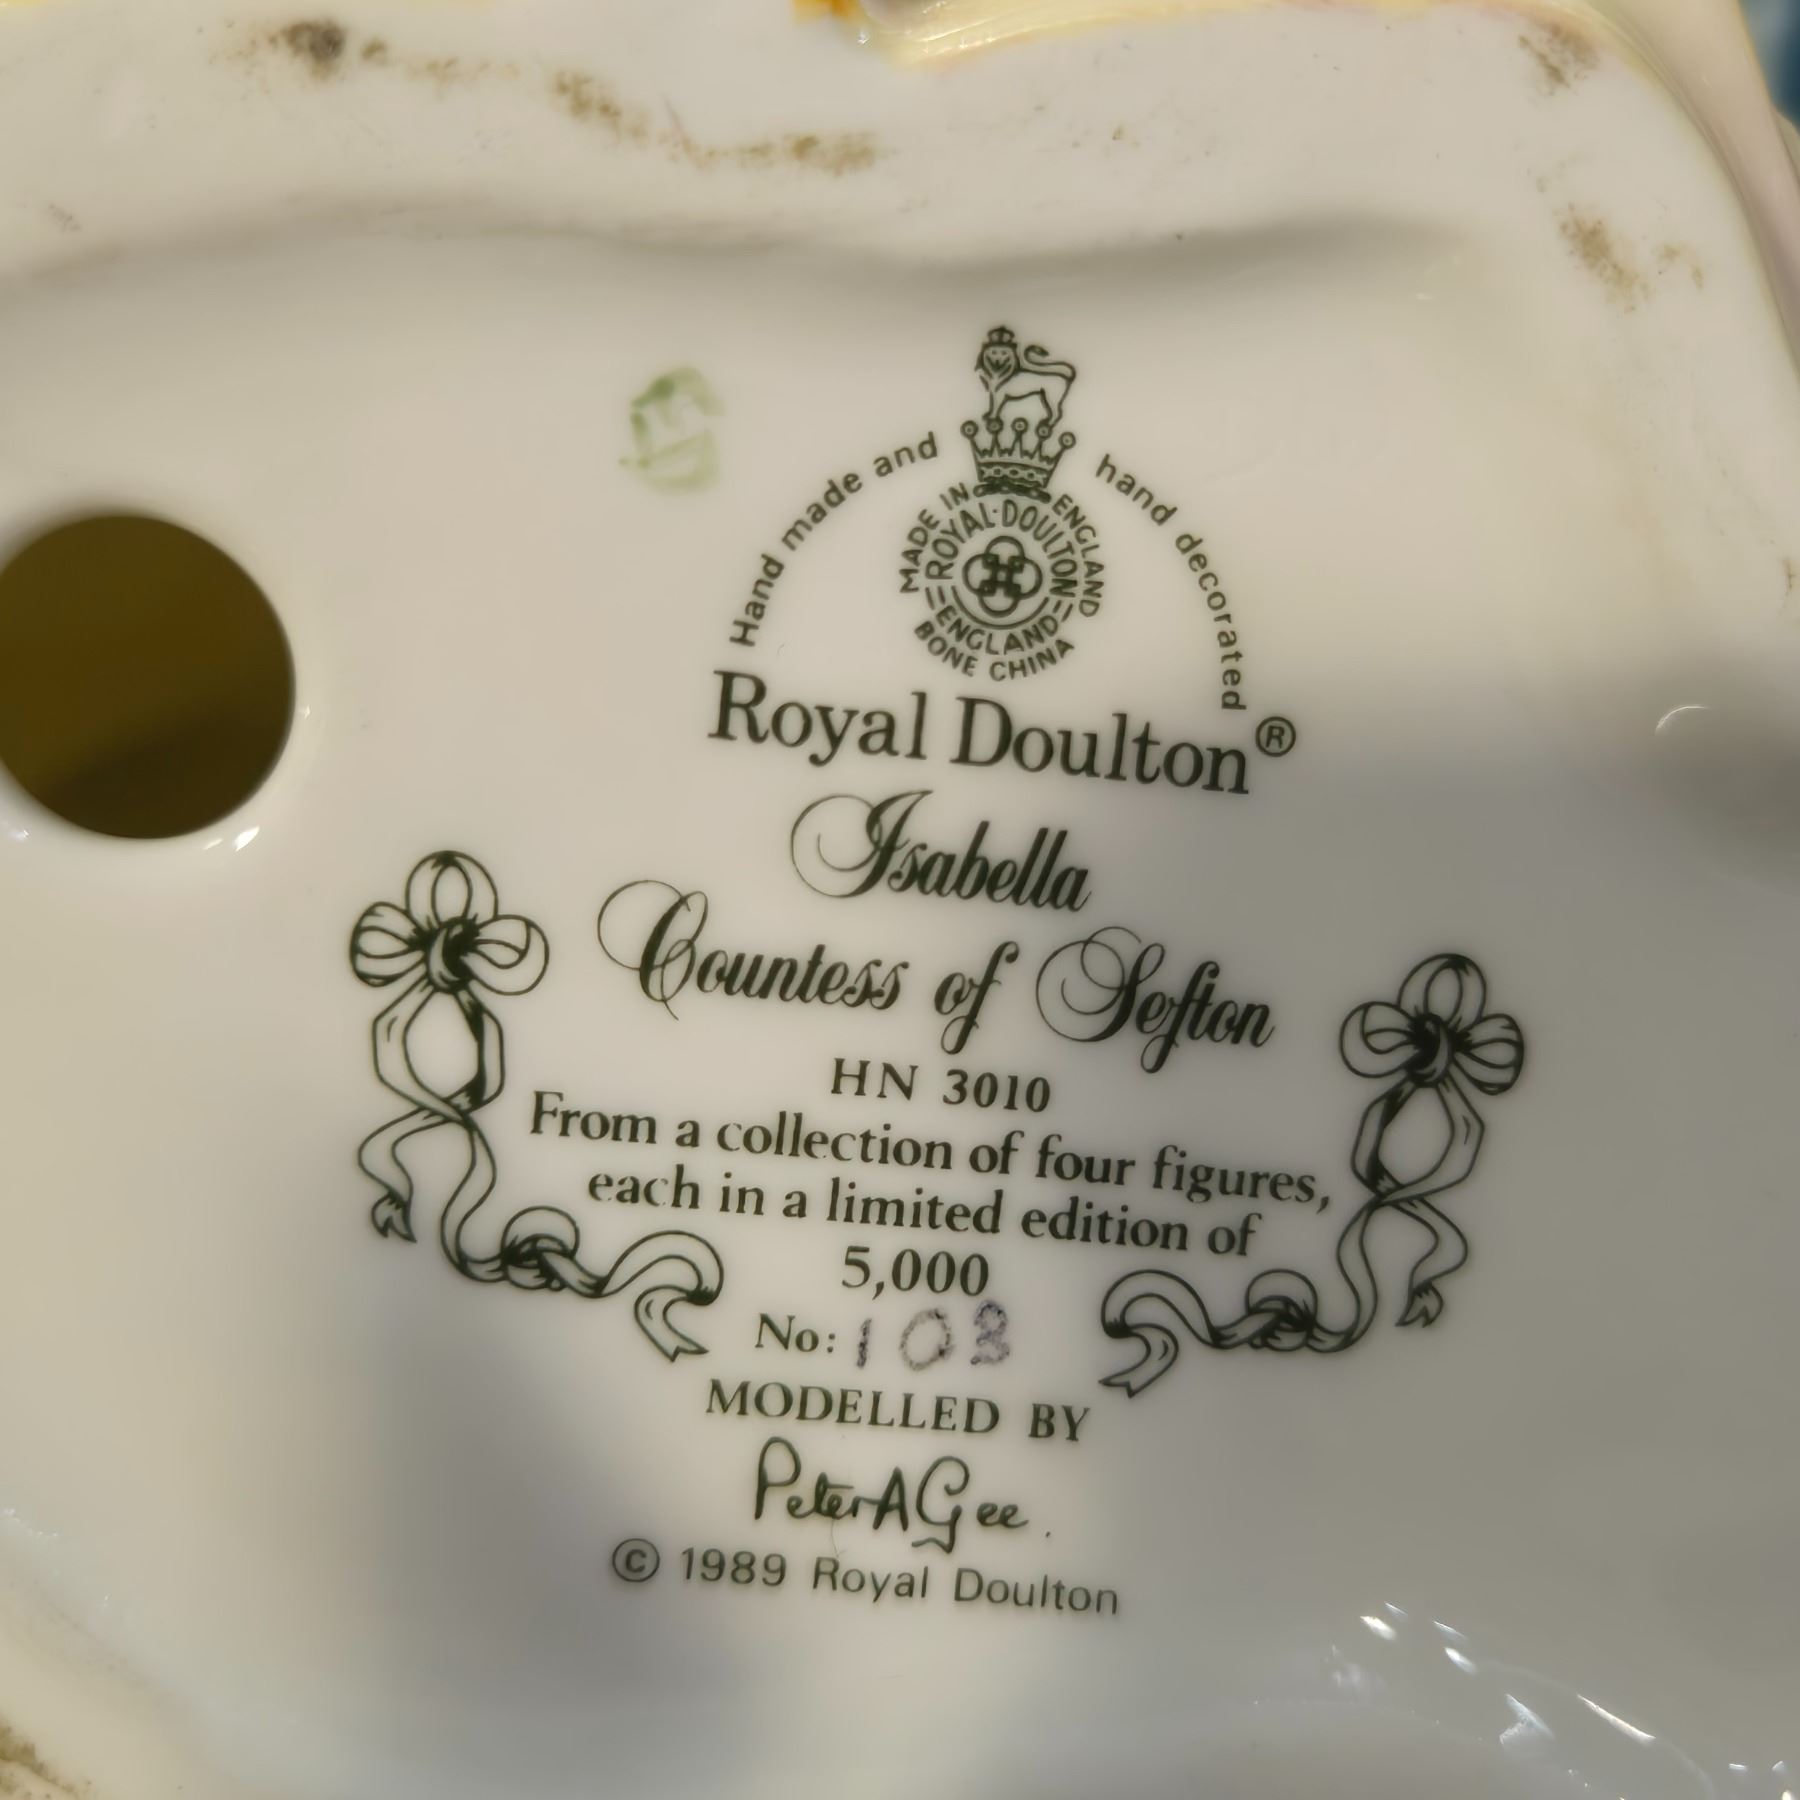 Hand made and hand decorated
MADE IN ENGLAND
ROYAL·DOULTON
ENGLAND
BONE CHINA
Royal Doulton®
Isabella
Countess of Sefton
HN 3010
From a collection of four figures,
each in a limited edition of
5,000
No: 103
MODELLED BY
Peter A Gee.
© 1989 Royal Doulton